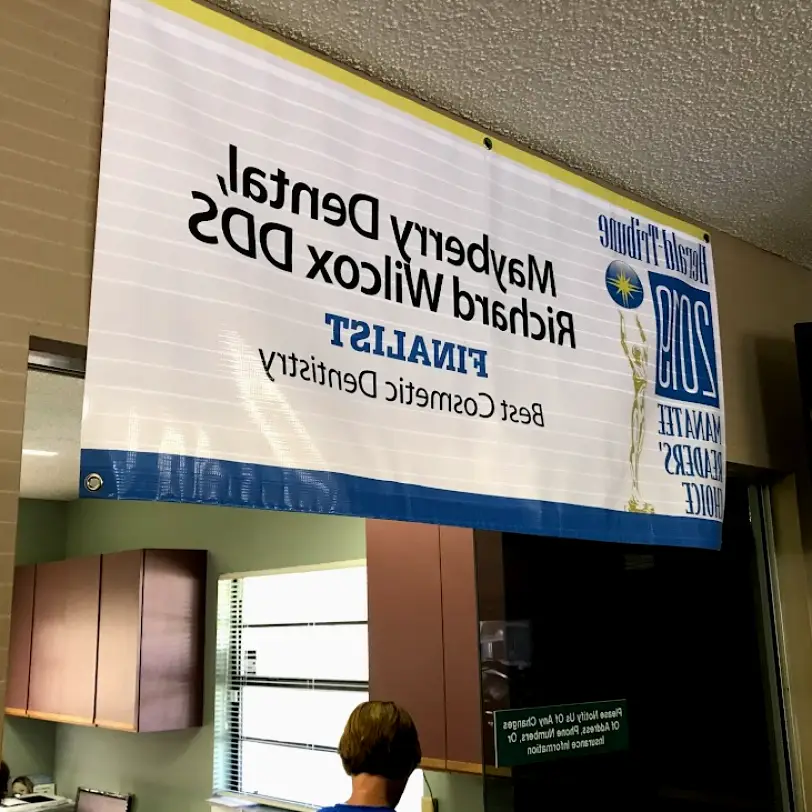 Herald-Tribune
2019
MANATEE
READERS'
CHOICE
Mayberry Dental,
Richard Wilcox DDS
FINALIST
Best Cosmetic Dentistry
Please Notify Us Of Any Changes
Of Address, Phone Numbers, Or,
Insurance Information